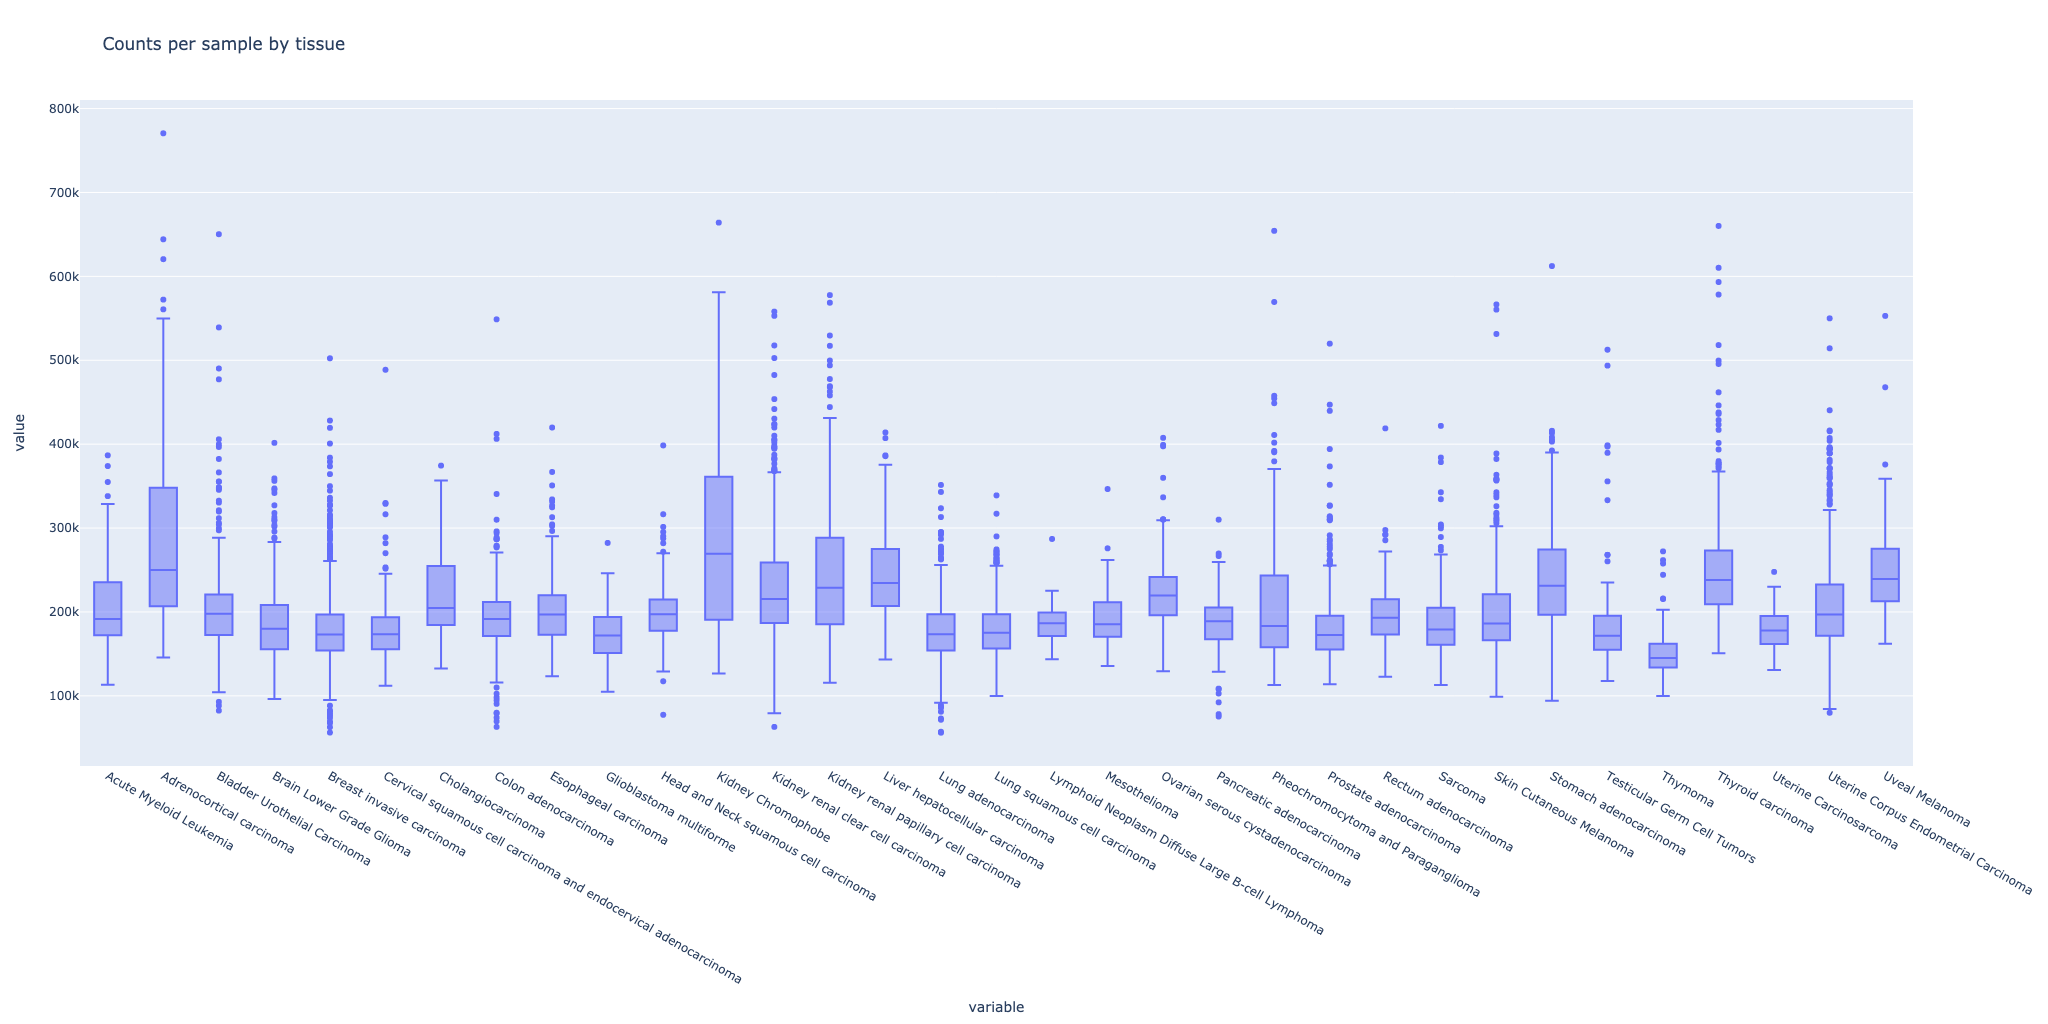 Counts per sample by tissue
800k
700k
600k
500k
400k
300k
200k
100k
value
Acute Myeloid Leukemia
Adrenocortical carcinoma
Bladder Urothelial Carcinoma
Brain Lower Grade Glioma
Breast invasive carcinoma
Cervical squamous cell carcinoma and endocervical adenocarcinoma
Cholangiocarcinoma
Colon adenocarcinoma
Esophageal carcinoma
Glioblastoma multiforme
Head and Neck squamous cell carcinoma
Kidney Chromophobe
Kidney renal clear cell carcinoma
Kidney renal papillary cell carcinoma
Liver hepatocellular carcinoma
Lung adenocarcinoma
Lung squamous cell carcinoma
Lymphoid Neoplasm Diffuse Large B-cell Lymphoma
Mesothelioma
Ovarian serous cystadenocarcinoma
Pancreatic adenocarcinoma
Pheochromocytoma and Paraganglioma
Prostate adenocarcinoma
Rectum adenocarcinoma
Sarcoma
Skin Cutaneous Melanoma
Stomach adenocarcinoma
Testicular Germ Cell Tumors
Thymoma
Thyroid carcinoma
Uterine Carcinosarcoma
Uterine Corpus Endometrial Carcinoma
Uveal Melanoma
variable